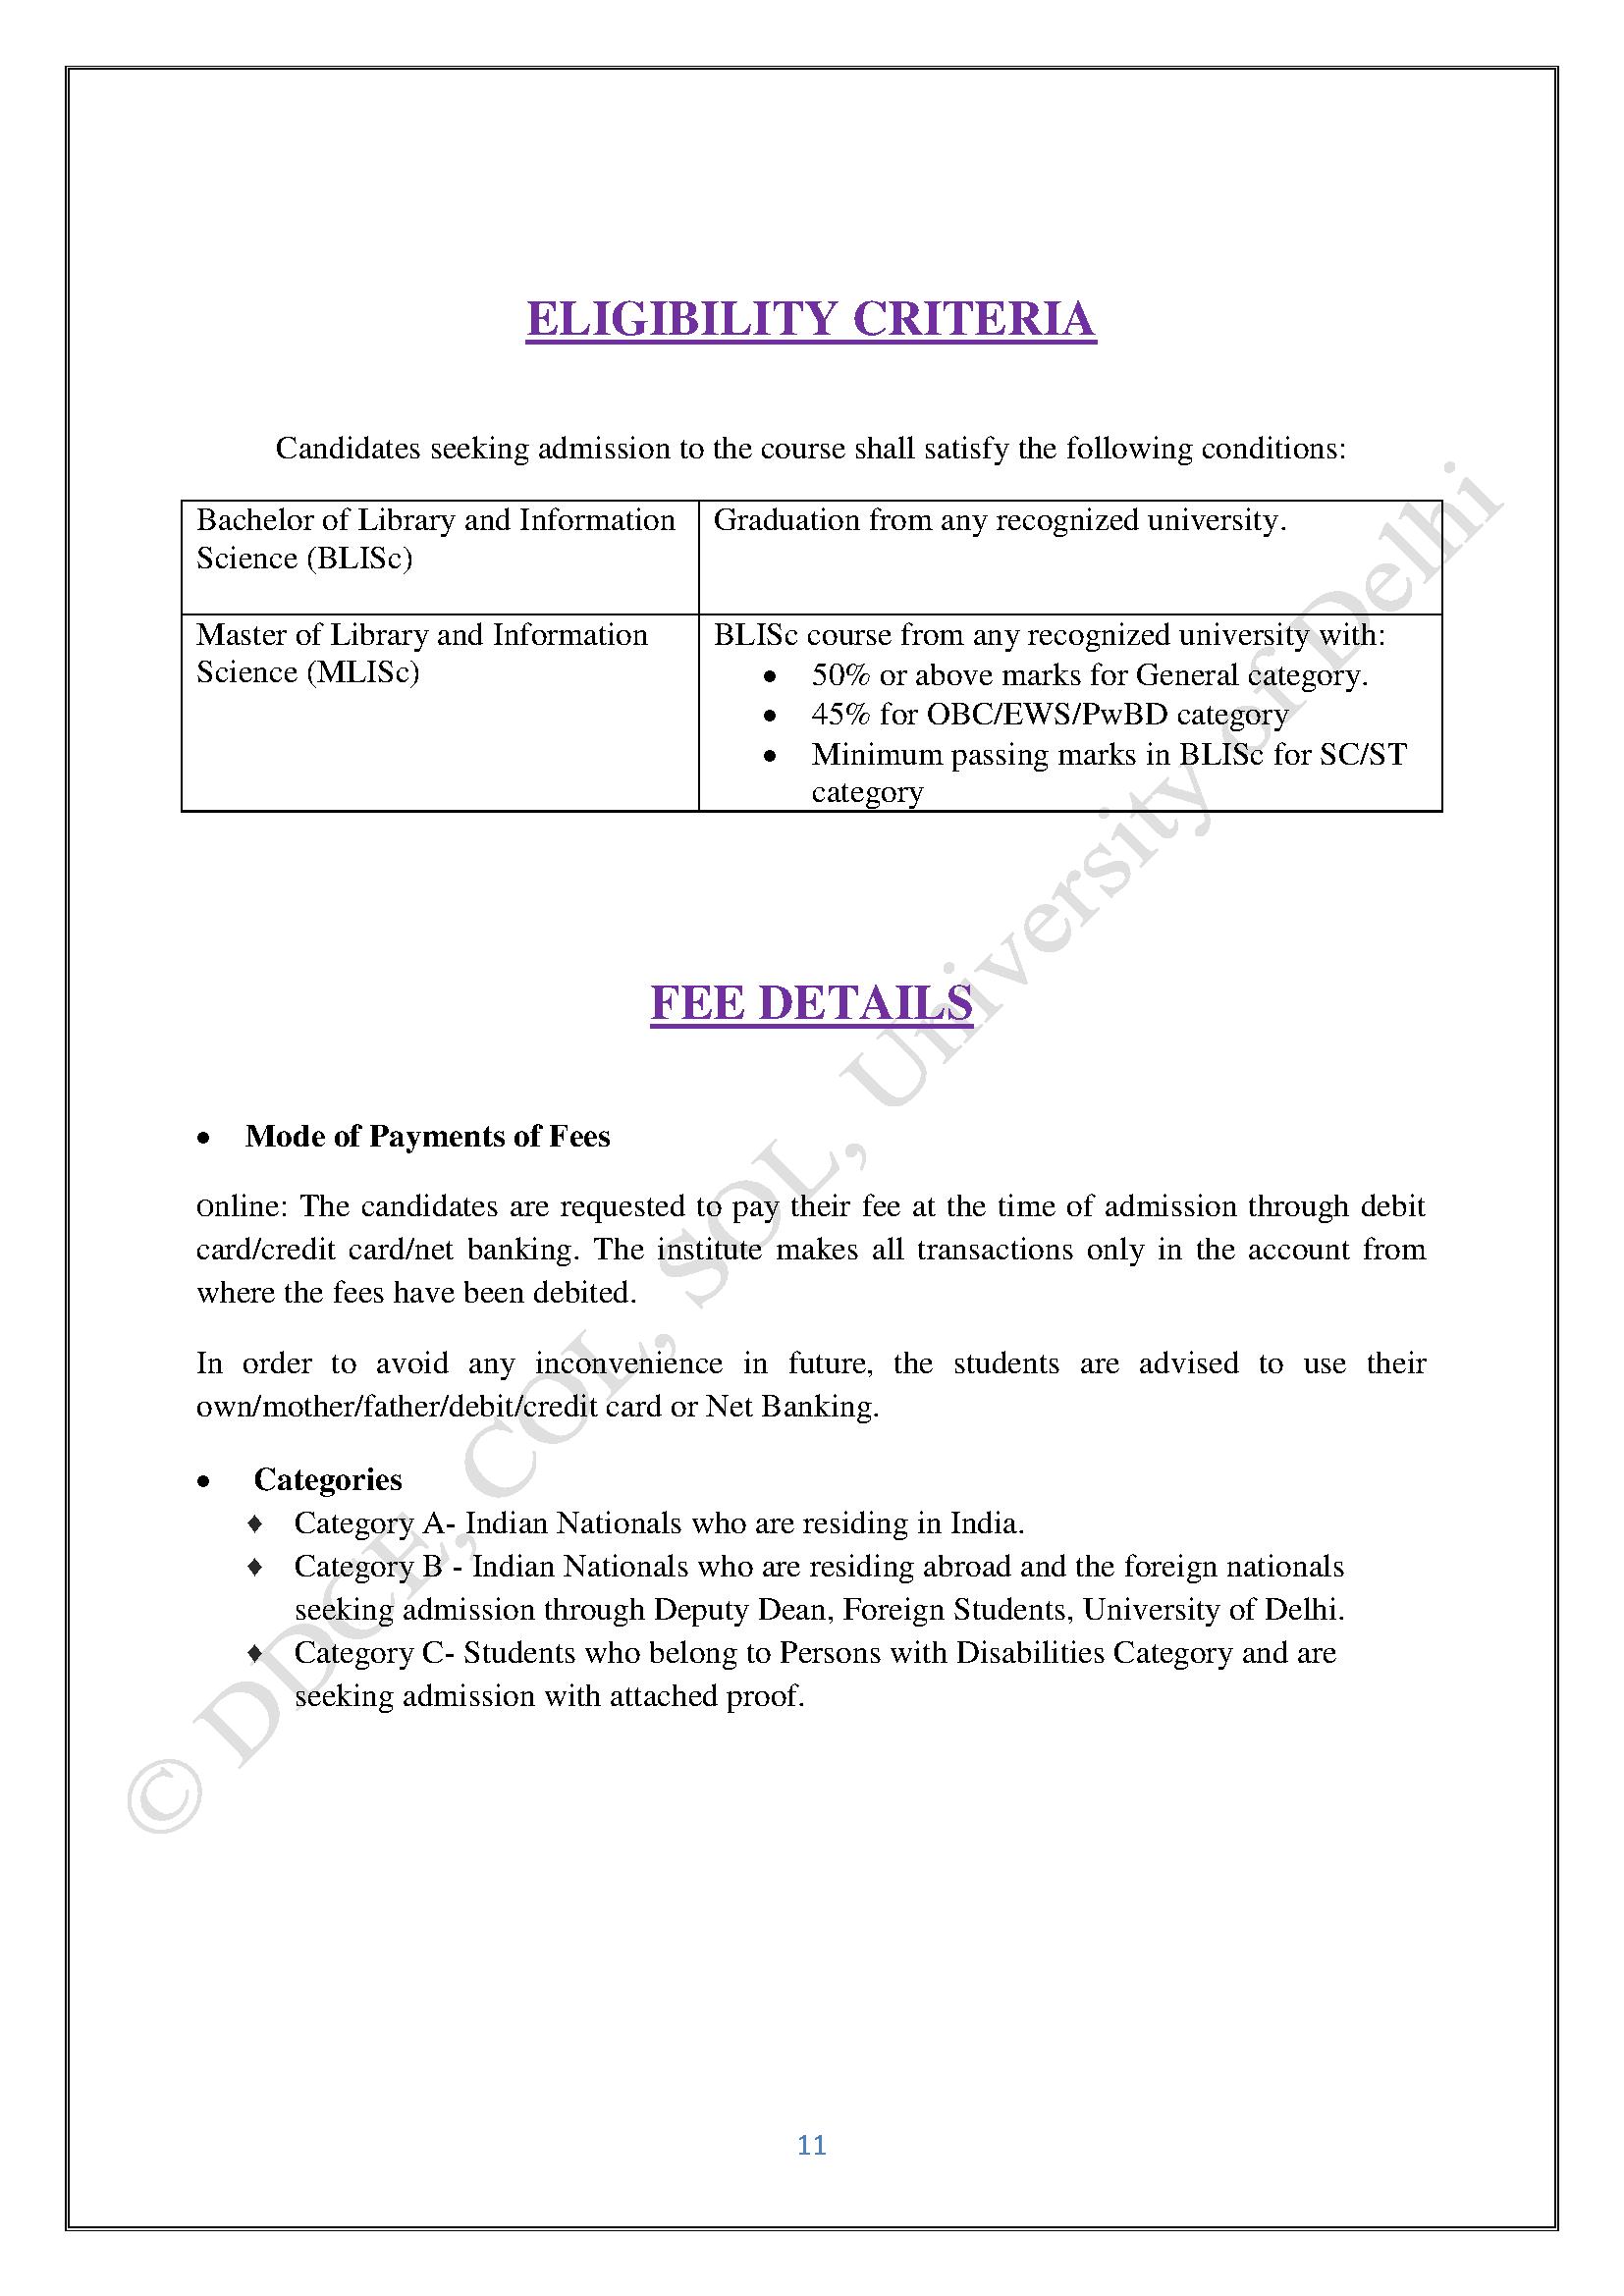 ELIGIBILITY CRITERIA
Candidates seeking admission to the course shall satisfy the following conditions:
Bachelor of Library and Information
Science (BLISc)
Graduation from any recognized university.
Master of Library and Information
Science (MLISc)
BLISc course from any recognized university with:
• 50% or above marks for General category.
• 45% for OBC/EWS/PwBD category
• Minimum passing marks in BLISc for SC/ST
category
FEE DETAILS
• Mode of Payments of Fees
Online: The candidates are requested to pay their fee at the time of admission through debit
card/credit card/net banking. The institute makes all transactions only in the account from
where the fees have been debited.
In order to avoid any inconvenience in future, the students are advised to use their
own/mother/father/debit/credit card or Net Banking.
• Categories
♦ Category A- Indian Nationals who are residing in India.
♦ Category B - Indian Nationals who are residing abroad and the foreign nationals
seeking admission through Deputy Dean, Foreign Students, University of Delhi.
♦ Category C- Students who belong to Persons with Disabilities Category and are
seeking admission with attached proof.
© DDCE, COL, SOL, University of Delhi
11